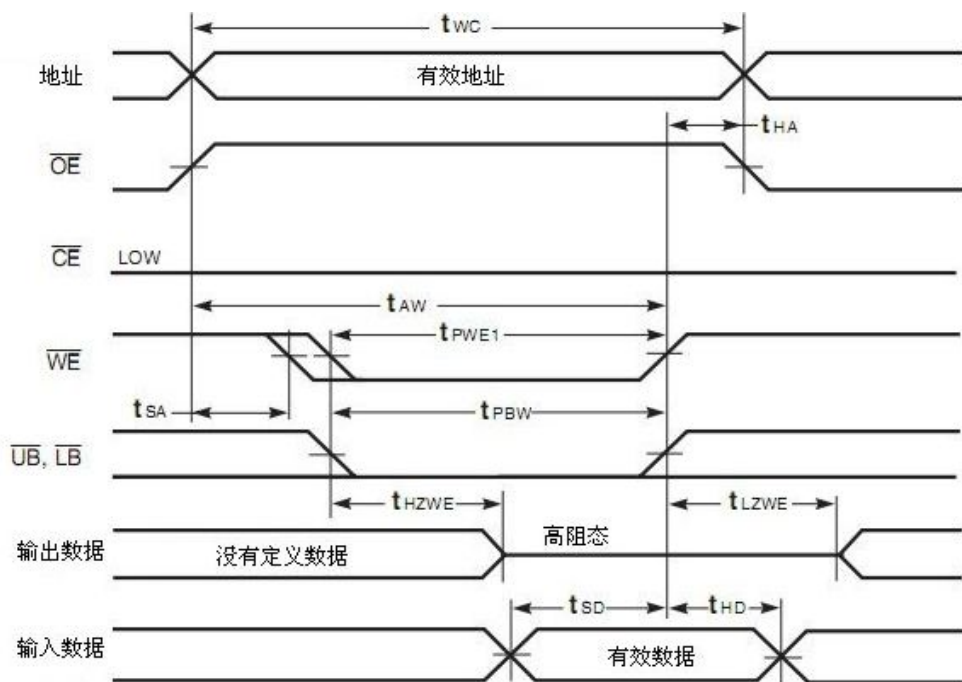 tWC
地址
有效地址
tHA
OE
CE
LOW
tAW
tPWE1
WE
tSA
tPBW
UB, LB
tHZWE
tLZWE
输出数据
没有定义数据
高阻态
tSD
tHD
输入数据
有效数据